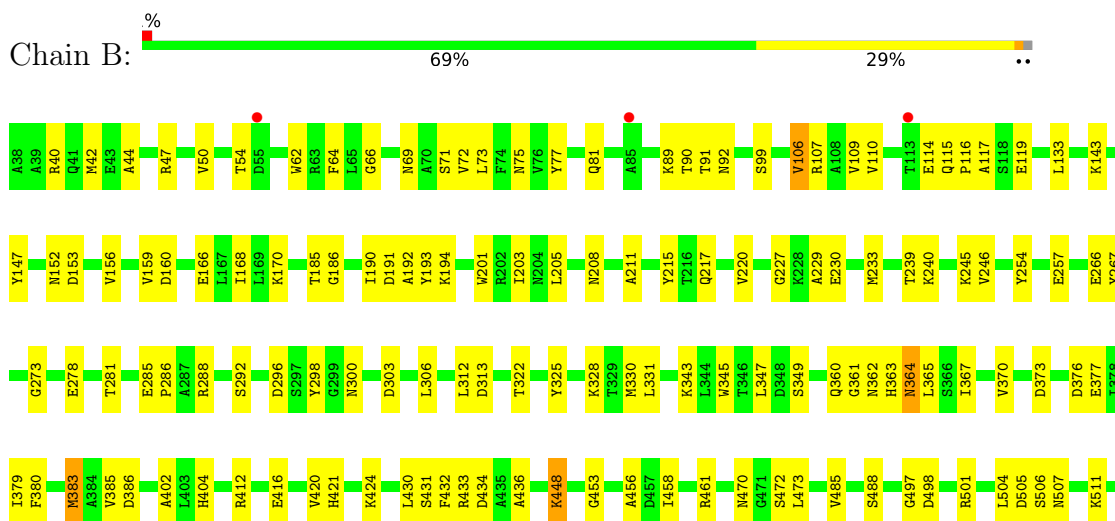 .%
Chain B:
69%
29%
..
A38 A39 R40 Q41 M42 E43 A44 R47 V50 T54 D55 W62 R63 F64 L65 G66 N69 A70 S71 V72 L73 F74 N75 V76 Y77 Q81 A85 K89 T90 T91 N92 S99 V106 R107 A108 V109 V110 T113 E114 Q115 P116 A117 S118 E119 L133 K143
Y147 N152 D153 V156 V159 D160 E166 L167 I168 L169 K170 T185 G186 I190 D191 A192 Y193 K194 W201 R202 I203 N204 L205 N208 A211 Y215 T216 Q217 V220 G227 K228 A229 E230 M233 T239 K240 K245 V246 Y254 E257 E266
G273 E278 T281 E285 P286 A287 R288 S292 D296 S297 Y298 G299 N300 D303 L306 L312 D313 T322 Y325 K328 T329 M330 L331 K343 L344 W345 T346 L347 D348 S349 Q360 G361 N362 H363 N364 L365 S366 I367 V370 D373 D376 E377
I379 F380 M383 A384 V385 D386 A402 L403 H404 R412 E416 V420 H421 K424 L430 S431 F432 R433 D434 A435 A436 K448 G453 A456 D457 I458 R461 N470 G471 S472 L473 V485 S488 G497 D498 R501 L504 D505 S506 N507 K511